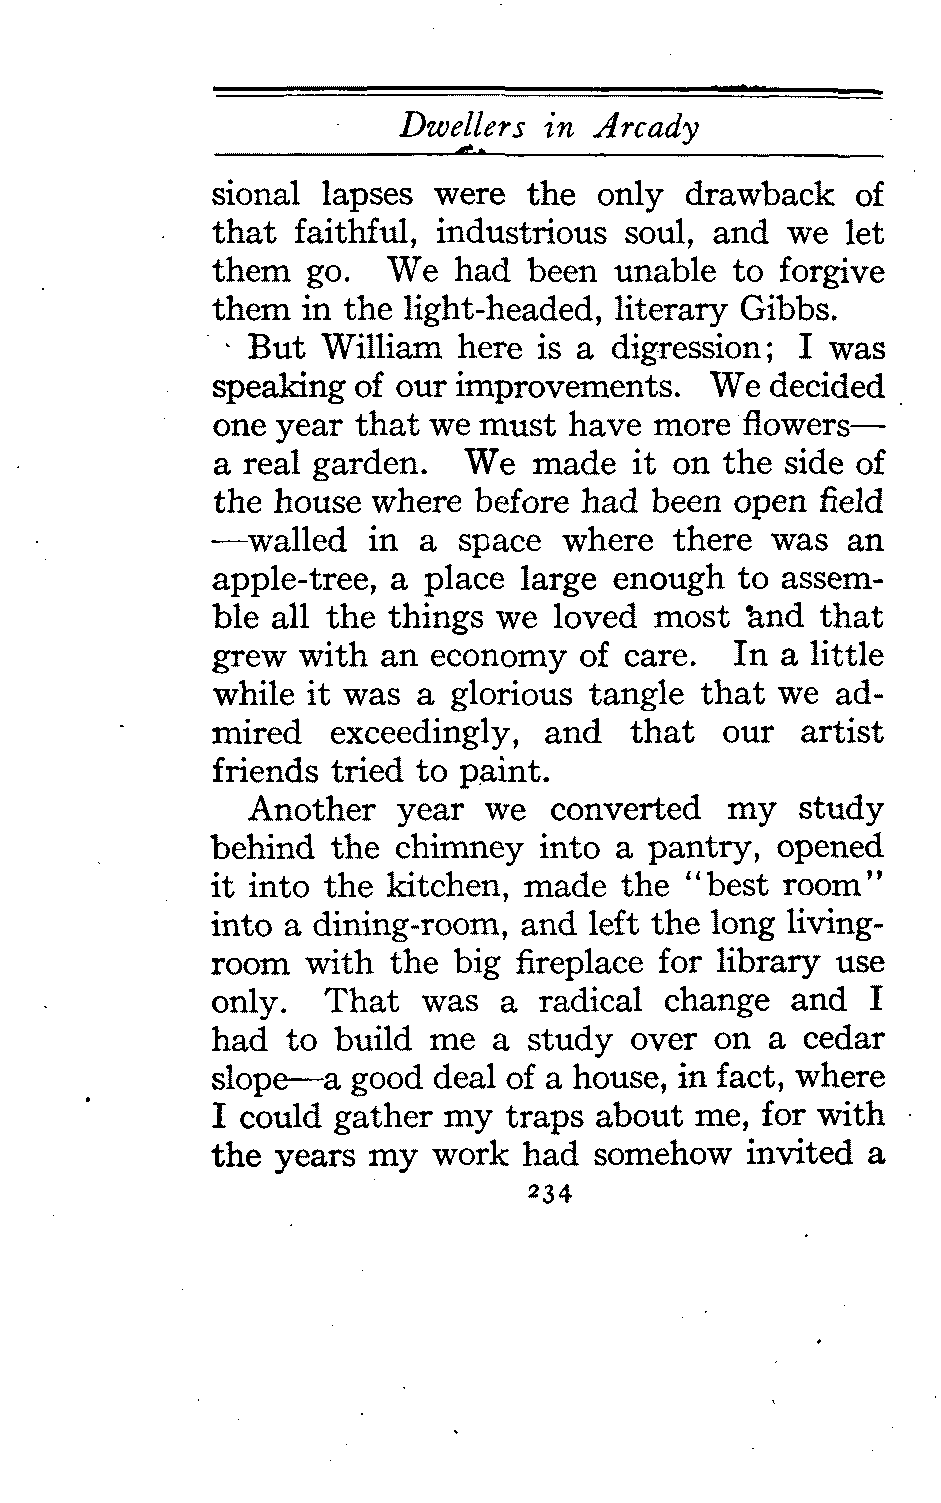 Dwellers in Arcady
sional lapses were the only drawback of
that faithful, industrious soul, and we let
them go. We had been unable to forgive
them in the light-headed, literary Gibbs.
But William here is a digression; I was
speaking of our improvements. We decided
one year that we must have more flowers—
a real garden. We made it on the side of
the house where before had been open field
—walled in a space where there was an
apple-tree, a place large enough to assem-
ble all the things we loved most and that
grew with an economy of care. In a little
while it was a glorious tangle that we ad-
mired exceedingly, and that our artist
friends tried to paint.
Another year we converted my study
behind the chimney into a pantry, opened
it into the kitchen, made the "best room"
into a dining-room, and left the long living-
room with the big fireplace for library use
only. That was a radical change and I
had to build me a study over on a cedar
slope—a good deal of a house, in fact, where
I could gather my traps about me, for with
the years my work had somehow invited a
234